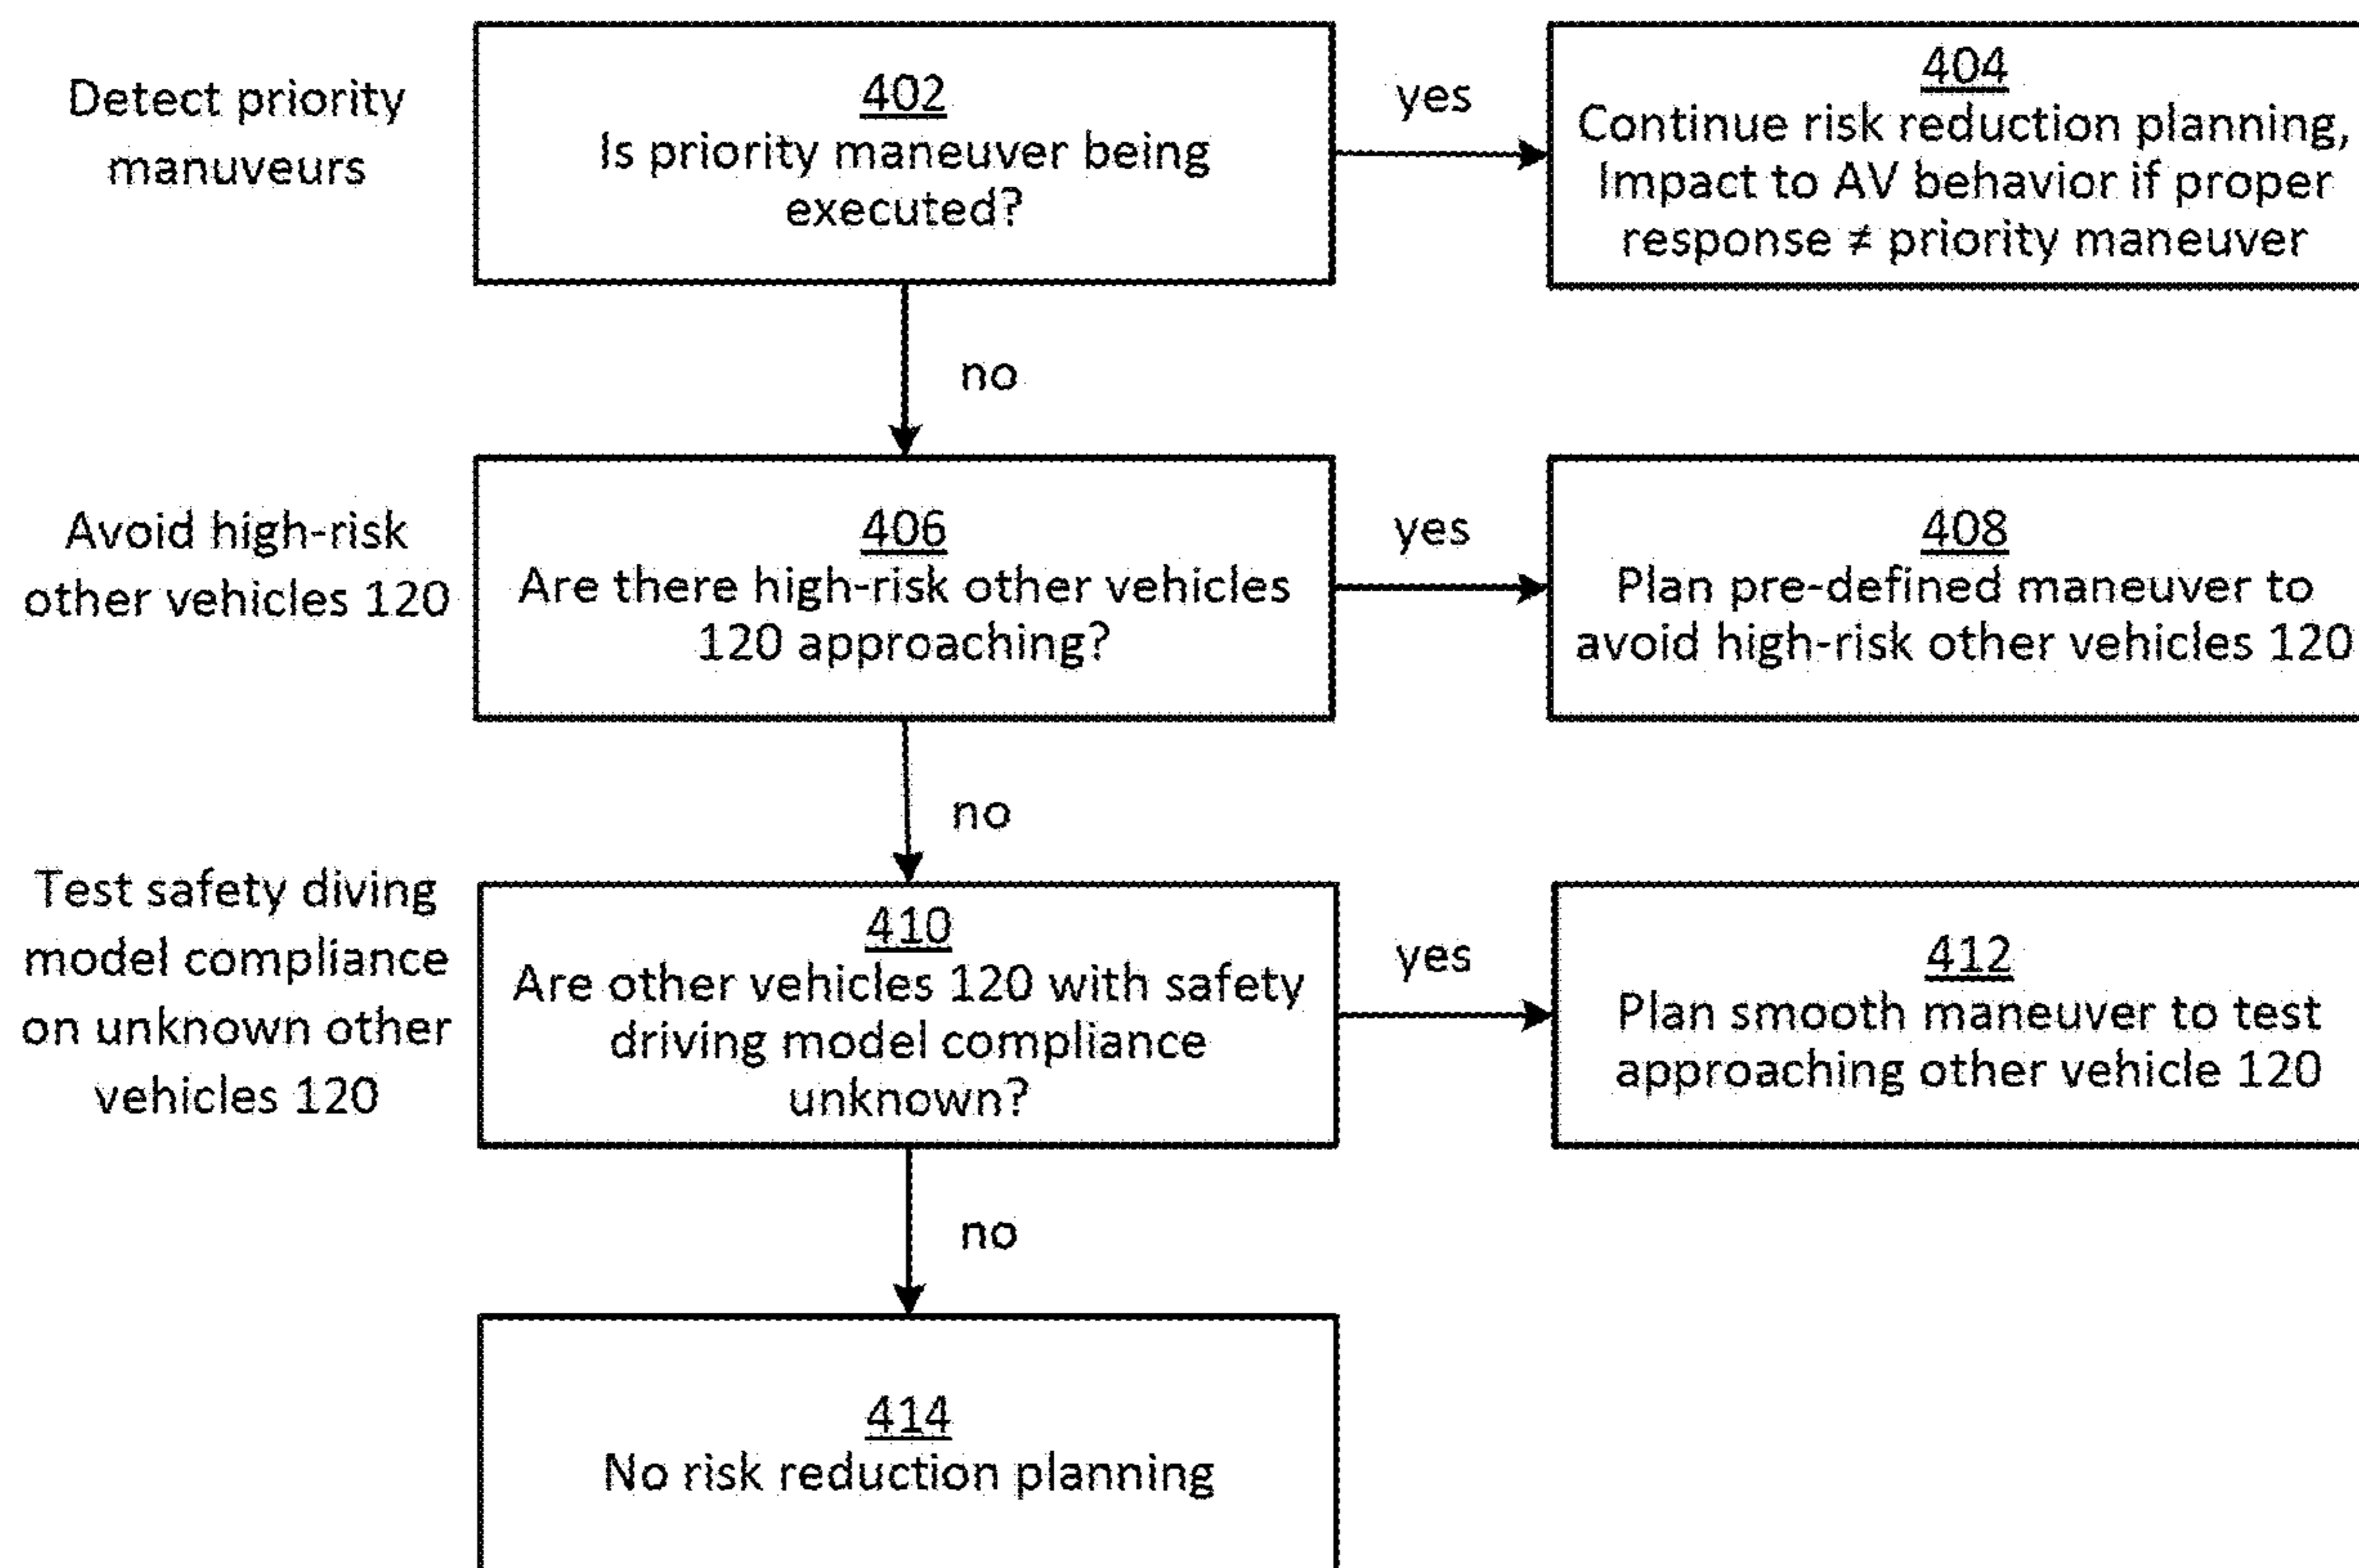 Detect priority
manuveurs
402
Is priority maneuver being
executed?
yes
404
Continue risk reduction planning,
Impact to AV behavior if proper
response ≠ priority maneuver
no
Avoid high-risk
other vehicles 120
406
Are there high-risk other vehicles
120 approaching?
yes
408
Plan pre-defined maneuver to
avoid high-risk other vehicles 120
no
Test safety diving
model compliance
on unknown other
vehicles 120
410
Are other vehicles 120 with safety
driving model compliance
unknown?
yes
412
Plan smooth maneuver to test
approaching other vehicle 120
no
414
No risk reduction planning